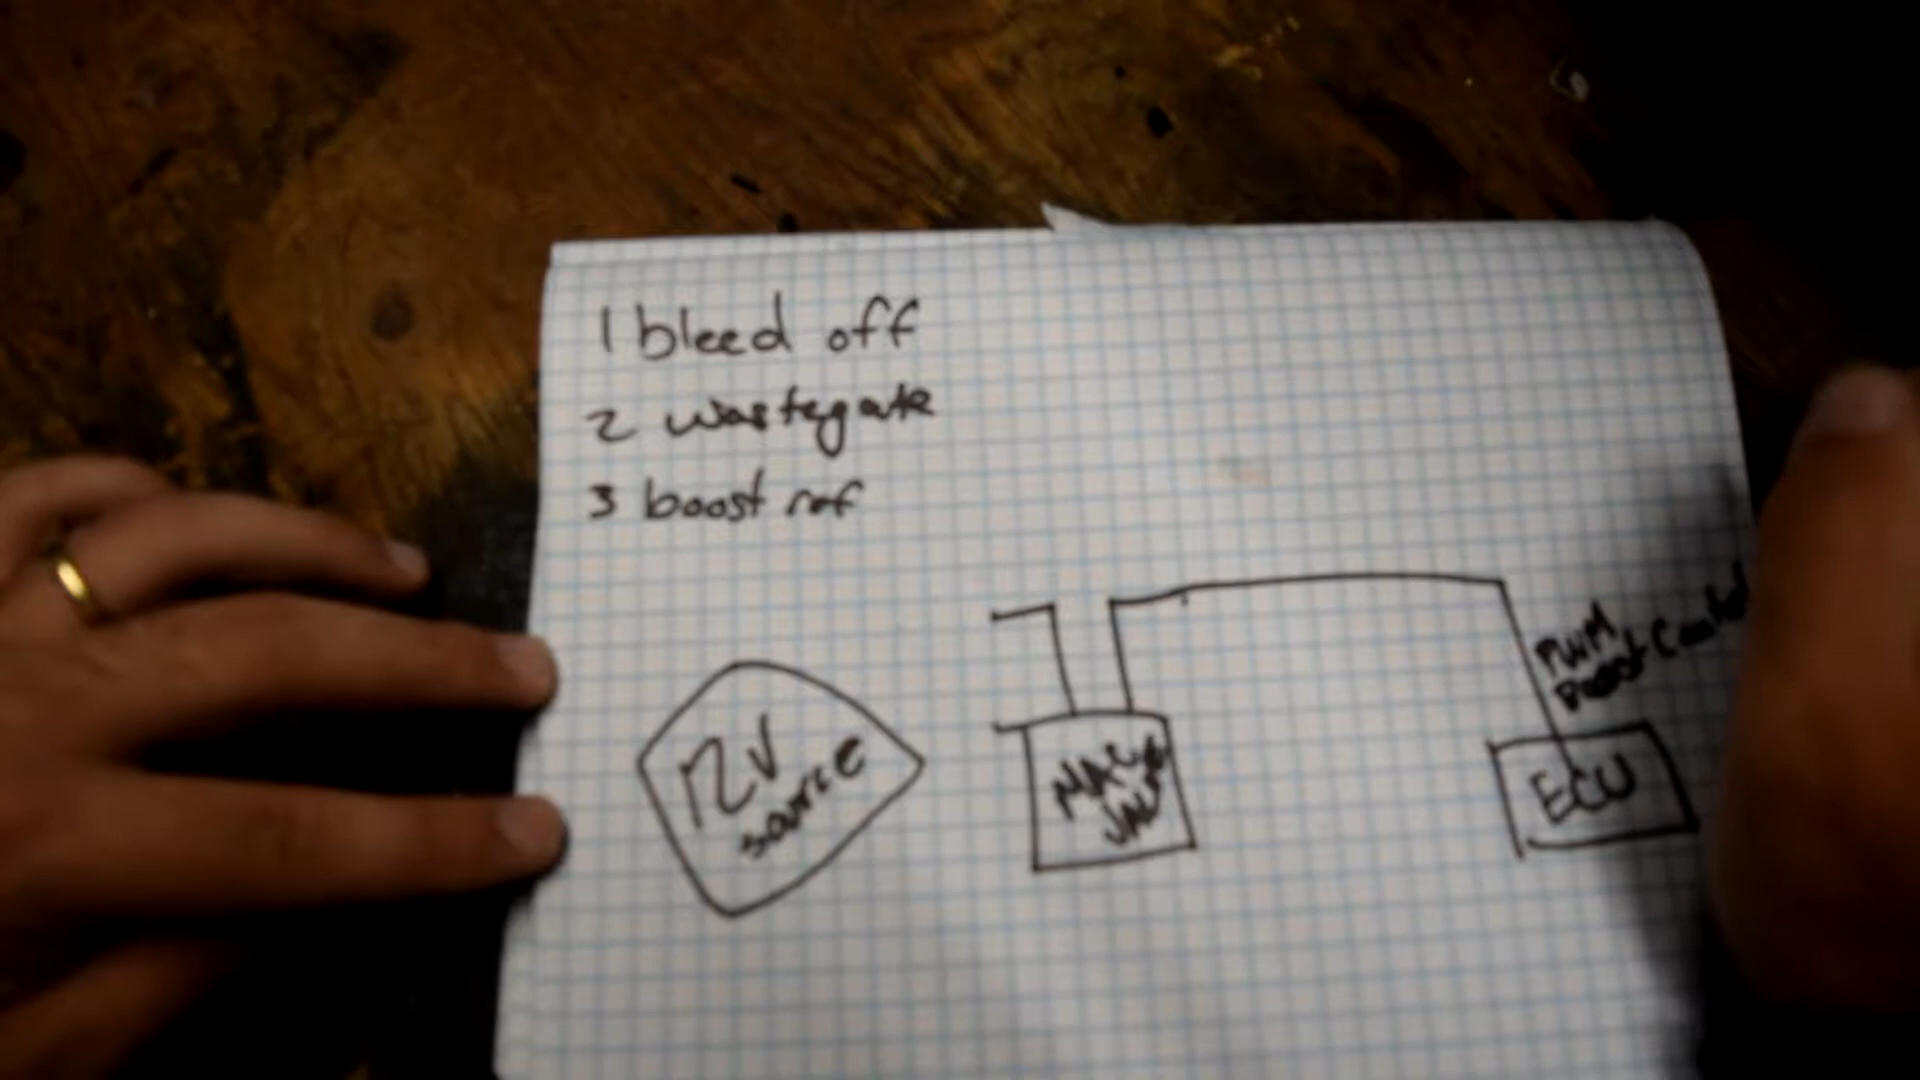 1 bleed off
2 wastegate
3 boost ref
12V
source
MAC
VALVE
PWM
Boost Control
ECU